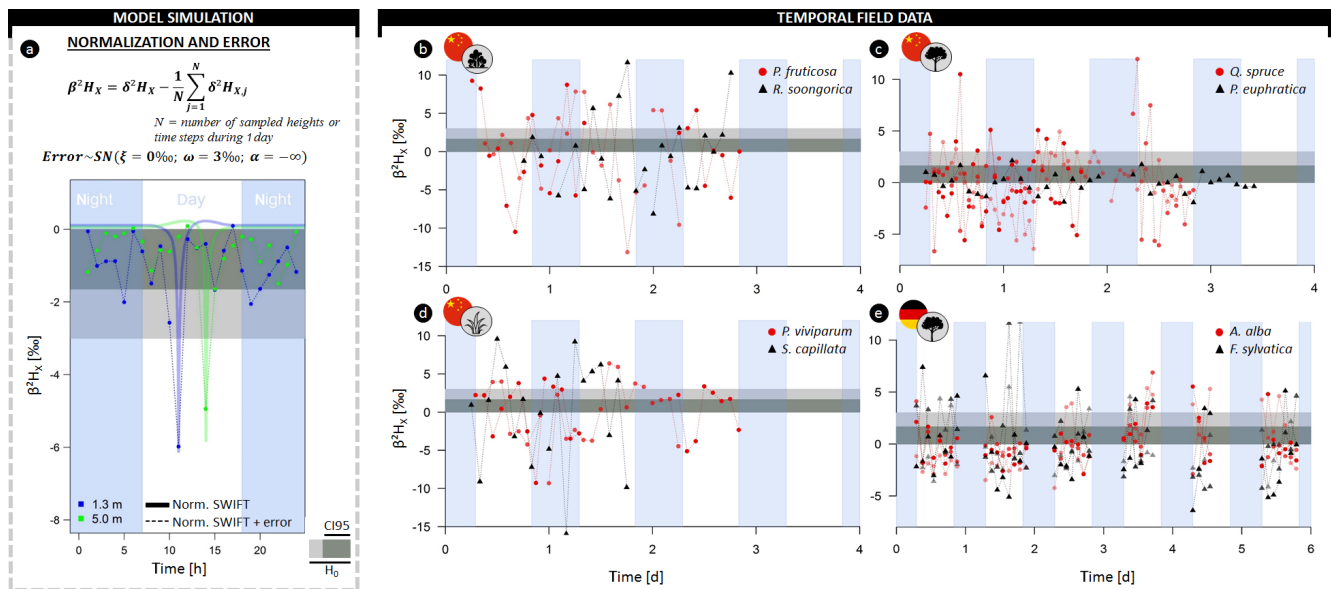 MODEL SIMULATION
TEMPORAL FIELD DATA
a
NORMALIZATION AND ERROR
β²H_X = δ²H_X − 1/N ∑_{j=1}^{N} δ²H_{X,j}
N = number of sampled heights or
time steps during 1 day
Error~SN(ξ = 0‰; ω = 3‰; α = −∞)
Night
Day
Night
β²H_X [‰]
0
-2
-4
-6
-8
1.3 m
5.0 m
Norm. SWIFT
Norm. SWIFT + error
0 5 10 15 20
Time [h]
CI95
H₀
b
P. fruticosa
R. soongorica
β²H_X [‰]
10
5
0
-5
-10
-15
0 1 2 3 4
c
Q. spruce
P. euphratica
10
5
0
-5
0 1 2 3 4
d
P. viviparum
S. capillata
β²H_X [‰]
10
5
0
-5
-10
-15
0 1 2 3 4
Time [d]
e
A. alba
F. sylvatica
10
5
0
-5
0 1 2 3 4 5 6
Time [d]